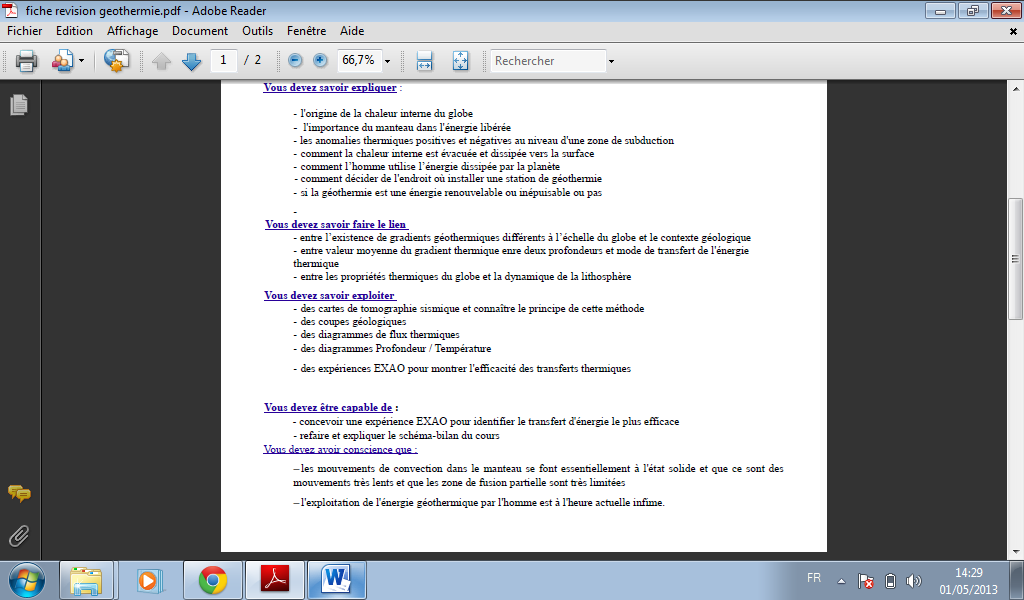 fiche revision geothermie.pdf - Adobe Reader
Fichier Edition Affichage Document Outils Fenêtre Aide
1 / 2 66,7% Rechercher
Vous devez savoir expliquer :
- l'origine de la chaleur interne du globe
- l'importance du manteau dans l'énergie libérée
- les anomalies thermiques positives et négatives au niveau d'une zone de subduction
- comment la chaleur interne est évacuée et dissipée vers la surface
- comment l'homme utilise l'énergie dissipée par la planète
- comment décider de l'endroit où installer une station de géothermie
- si la géothermie est une énergie renouvelable ou inépuisable ou pas
-
Vous devez savoir faire le lien
- entre l'existence de gradients géothermiques différents à l'échelle du globe et le contexte géologique
- entre valeur moyenne du gradient thermique enre deux profondeurs et mode de transfert de l'énergie
thermique
- entre les propriétés thermiques du globe et la dynamique de la lithosphère
Vous devez savoir exploiter
- des cartes de tomographie sismique et connaître le principe de cette méthode
- des coupes géologiques
- des diagrammes de flux thermiques
- des diagrammes Profondeur / Température
- des expériences EXAO pour montrer l'efficacité des transferts thermiques
Vous devez être capable de :
- concevoir une expérience EXAO pour identifier le transfert d'énergie le plus efficace
- refaire et expliquer le schéma-bilan du cours
Vous devez avoir conscience que :
– les mouvements de convection dans le manteau se font essentiellement à l'état solide et que ce sont des
mouvements très lents et que les zone de fusion partielle sont très limitées
– l'exploitation de l'énergie géothermique par l'homme est à l'heure actuelle infime.
FR 14:29
01/05/2013